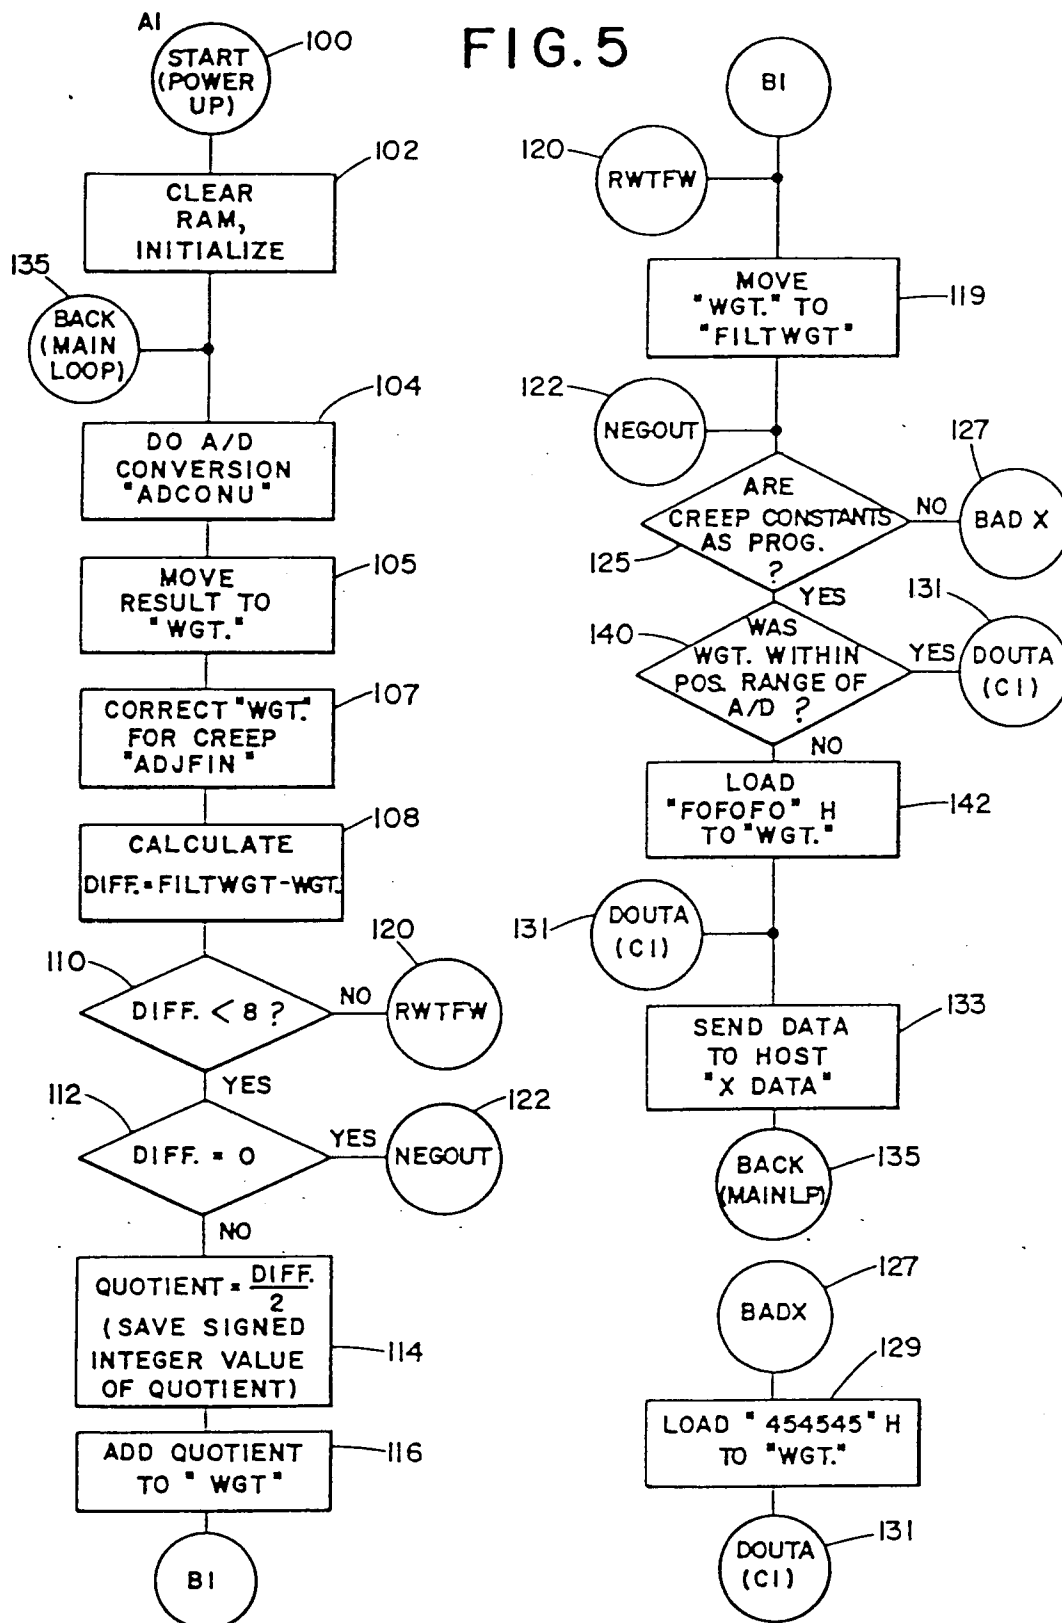 FIG. 5
A1
START
(POWER
UP)
100
CLEAR
RAM,
INITIALIZE
102
135
BACK
(MAIN
LOOP)
104
DO A/D
CONVERSION
"ADCONU"
105
MOVE
RESULT TO
"WGT."
107
CORRECT "WGT."
FOR CREEP
"ADJFIN"
108
CALCULATE
DIFF.=FILTWGT-WGT.
110
DIFF. < 8 ?
NO
120
RWTFW
YES
112
DIFF. = 0
YES
122
NEGOUT
NO
QUOTIENT = DIFF.
2
(SAVE SIGNED
INTEGER VALUE
OF QUOTIENT)
114
ADD QUOTIENT
TO "WGT"
116
B1
B1
120
RWTFW
MOVE
"WGT." TO
"FILTWGT"
119
122
NEGOUT
ARE
CREEP CONSTANTS
AS PROG.
?
125
NO
127
BAD X
YES
140
WAS
WGT. WITHIN
POS. RANGE OF
A/D ?
YES
131
DOUTA
(C1)
NO
LOAD
"FOFOFO" H
TO "WGT."
142
131
DOUTA
(C1)
SEND DATA
TO HOST
"X DATA"
133
BACK
(MAINLP)
135
BADX
127
129
LOAD "454545" H
TO "WGT."
DOUTA
(C1)
131